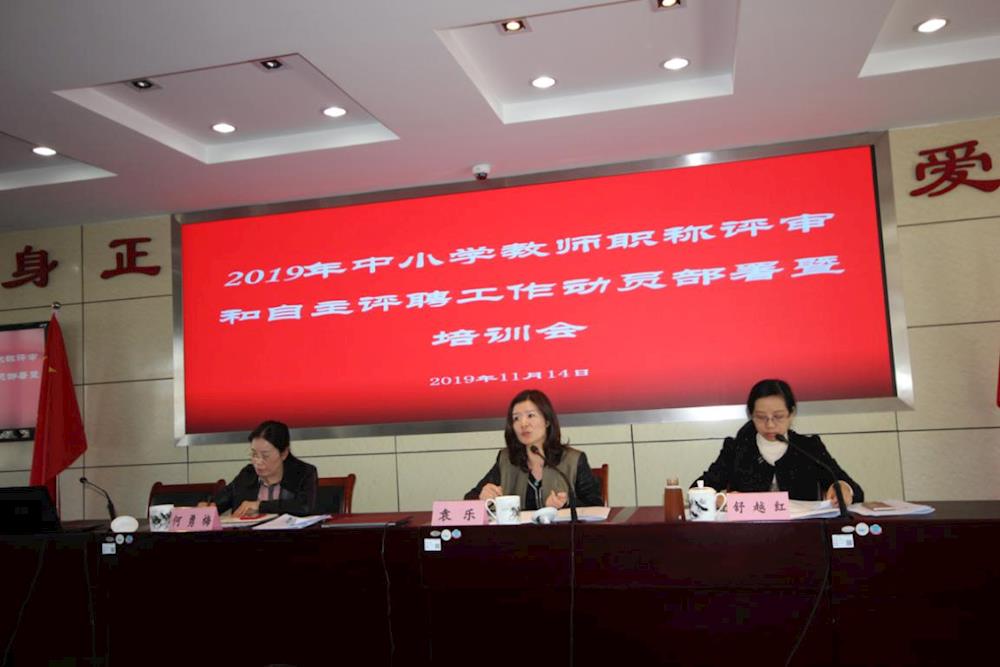 2019年中小学教师职称评审
和自主评聘工作动员部署暨
培训会
2019年11月14日
身正
爱
何勇梅
袁乐
舒越红